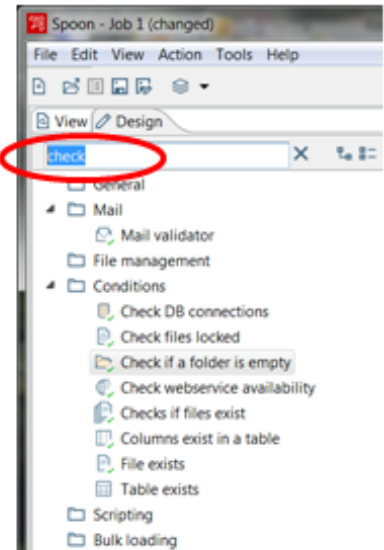 Spoon - Job 1 (changed)
File Edit View Action Tools Help
View Design
check
General
Mail
Mail validator
File management
Conditions
Check DB connections
Check files locked
Check if a folder is empty
Check webservice availability
Checks if files exist
Columns exist in a table
File exists
Table exists
Scripting
Bulk loading